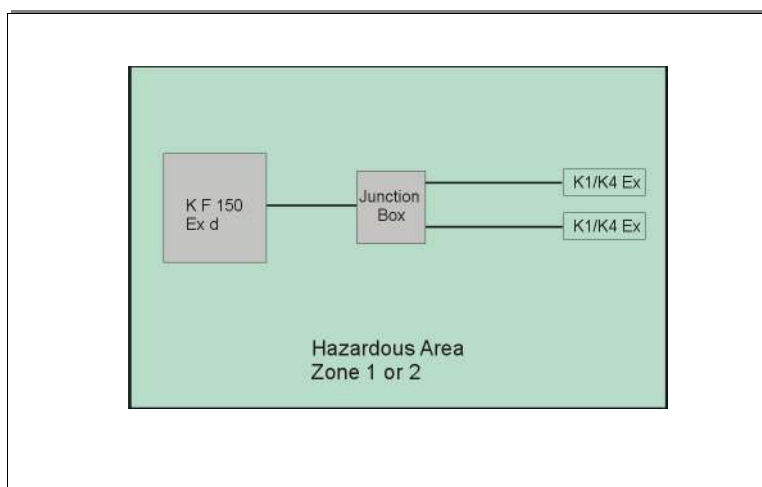 K F 150
Ex d
Junction
Box
K1/K4 Ex
K1/K4 Ex
Hazardous Area
Zone 1 or 2